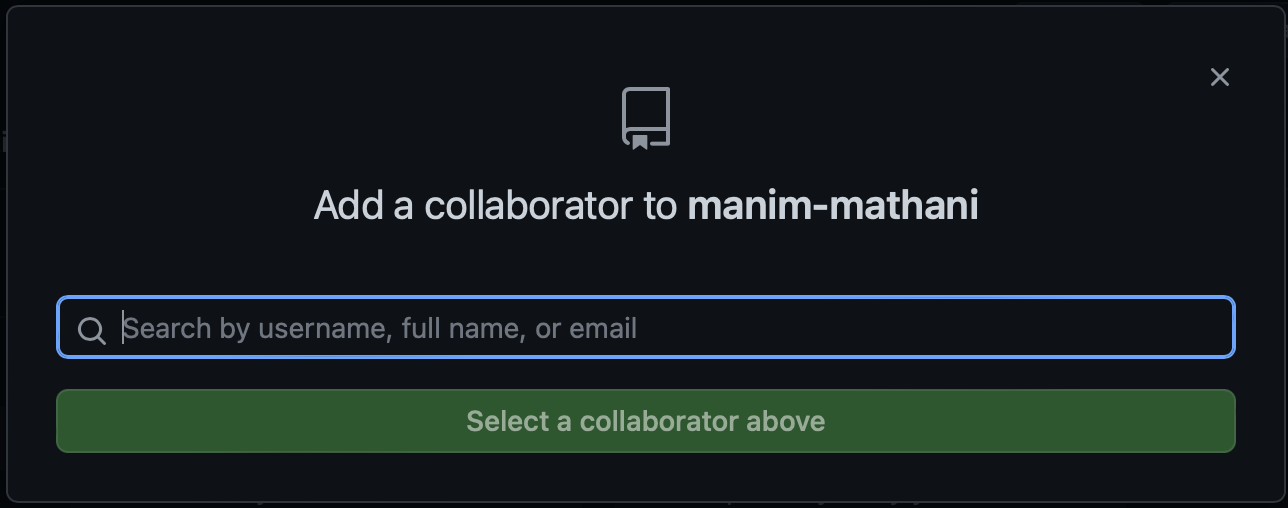 Add a collaborator to manim-mathani
Search by username, full name, or email
Select a collaborator above